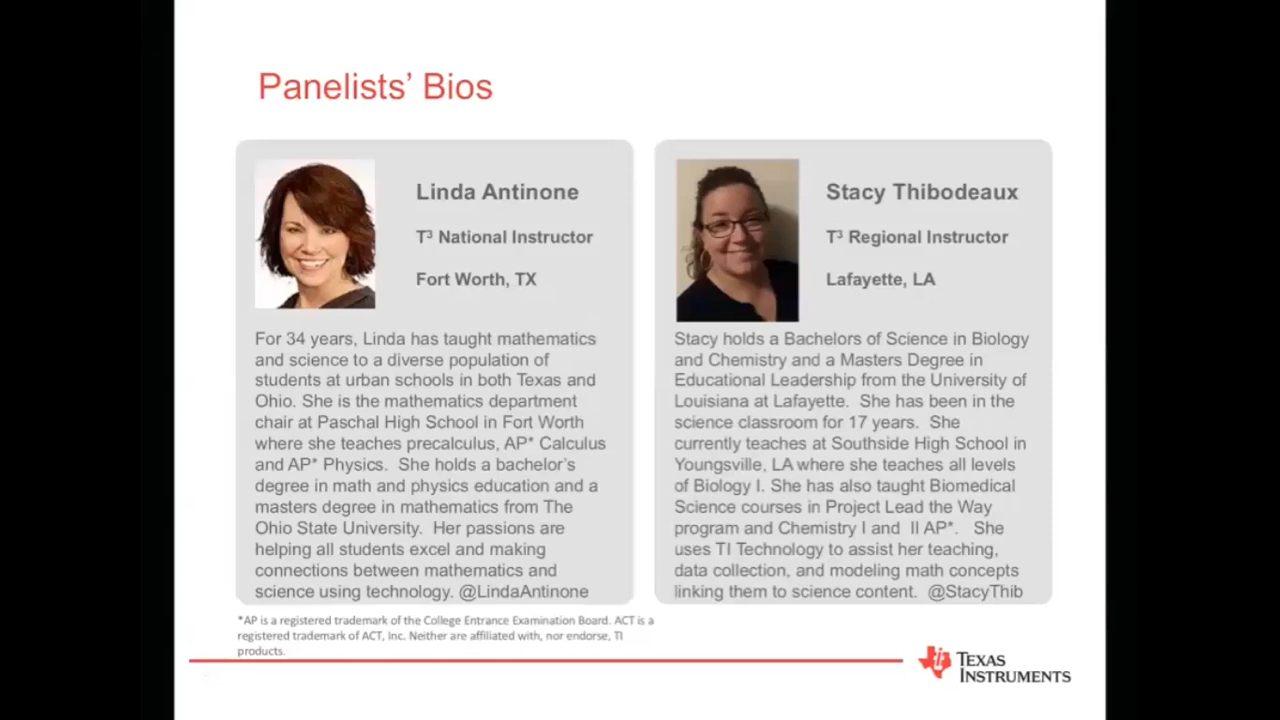 Panelists' Bios
Linda Antinone
T³ National Instructor
Fort Worth, TX
For 34 years, Linda has taught mathematics
and science to a diverse population of
students at urban schools in both Texas and
Ohio. She is the mathematics department
chair at Paschal High School in Fort Worth
where she teaches precalculus, AP* Calculus
and AP* Physics.  She holds a bachelor's
degree in math and physics education and a
masters degree in mathematics from The
Ohio State University.  Her passions are
helping all students excel and making
connections between mathematics and
science using technology. @LindaAntinone
Stacy Thibodeaux
T³ Regional Instructor
Lafayette, LA
Stacy holds a Bachelors of Science in Biology
and Chemistry and a Masters Degree in
Educational Leadership from the University of
Louisiana at Lafayette.  She has been in the
science classroom for 17 years.  She
currently teaches at Southside High School in
Youngsville, LA where she teaches all levels
of Biology I. She has also taught Biomedical
Science courses in Project Lead the Way
program and Chemistry I and  II AP*.   She
uses TI Technology to assist her teaching,
data collection, and modeling math concepts
linking them to science content.  @StacyThib
*AP is a registered trademark of the College Entrance Examination Board. ACT is a
registered trademark of ACT, Inc. Neither are affiliated with, nor endorse, TI
products.
TEXAS
INSTRUMENTS